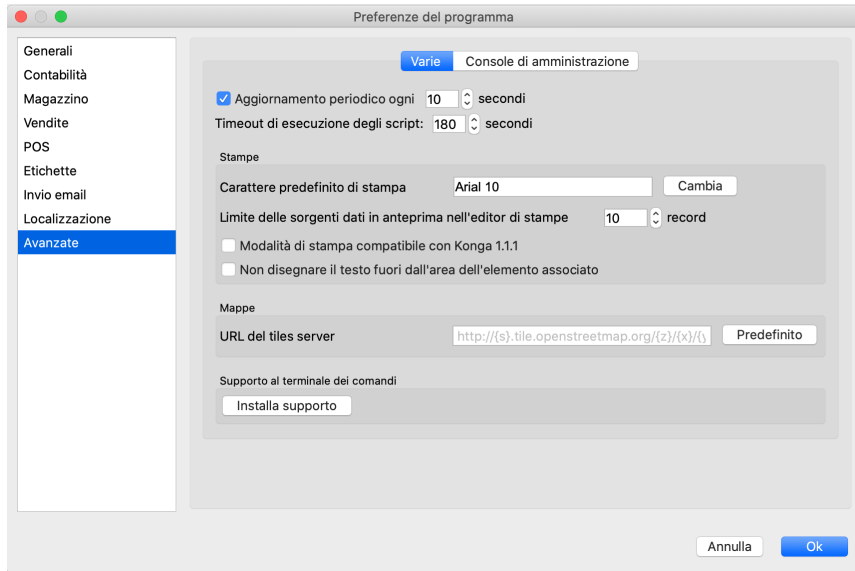 Preferenze del programma
Generali
Contabilità
Magazzino
Vendite
POS
Etichette
Invio email
Localizzazione
Avanzate
Varie Console di amministrazione
Aggiornamento periodico ogni 10 secondi
Timeout di esecuzione degli script: 180 secondi
Stampe
Carattere predefinito di stampa Arial 10 Cambia
Limite delle sorgenti dati in anteprima nell'editor di stampe 10 record
Modalità di stampa compatibile con Konga 1.1.1
Non disegnare il testo fuori dall'area dell'elemento associato
Mappe
URL del tiles server http://{s}.tile.openstreetmap.org/{z}/{x}/{y Predefinito
Supporto al terminale dei comandi
Installa supporto
Annulla Ok